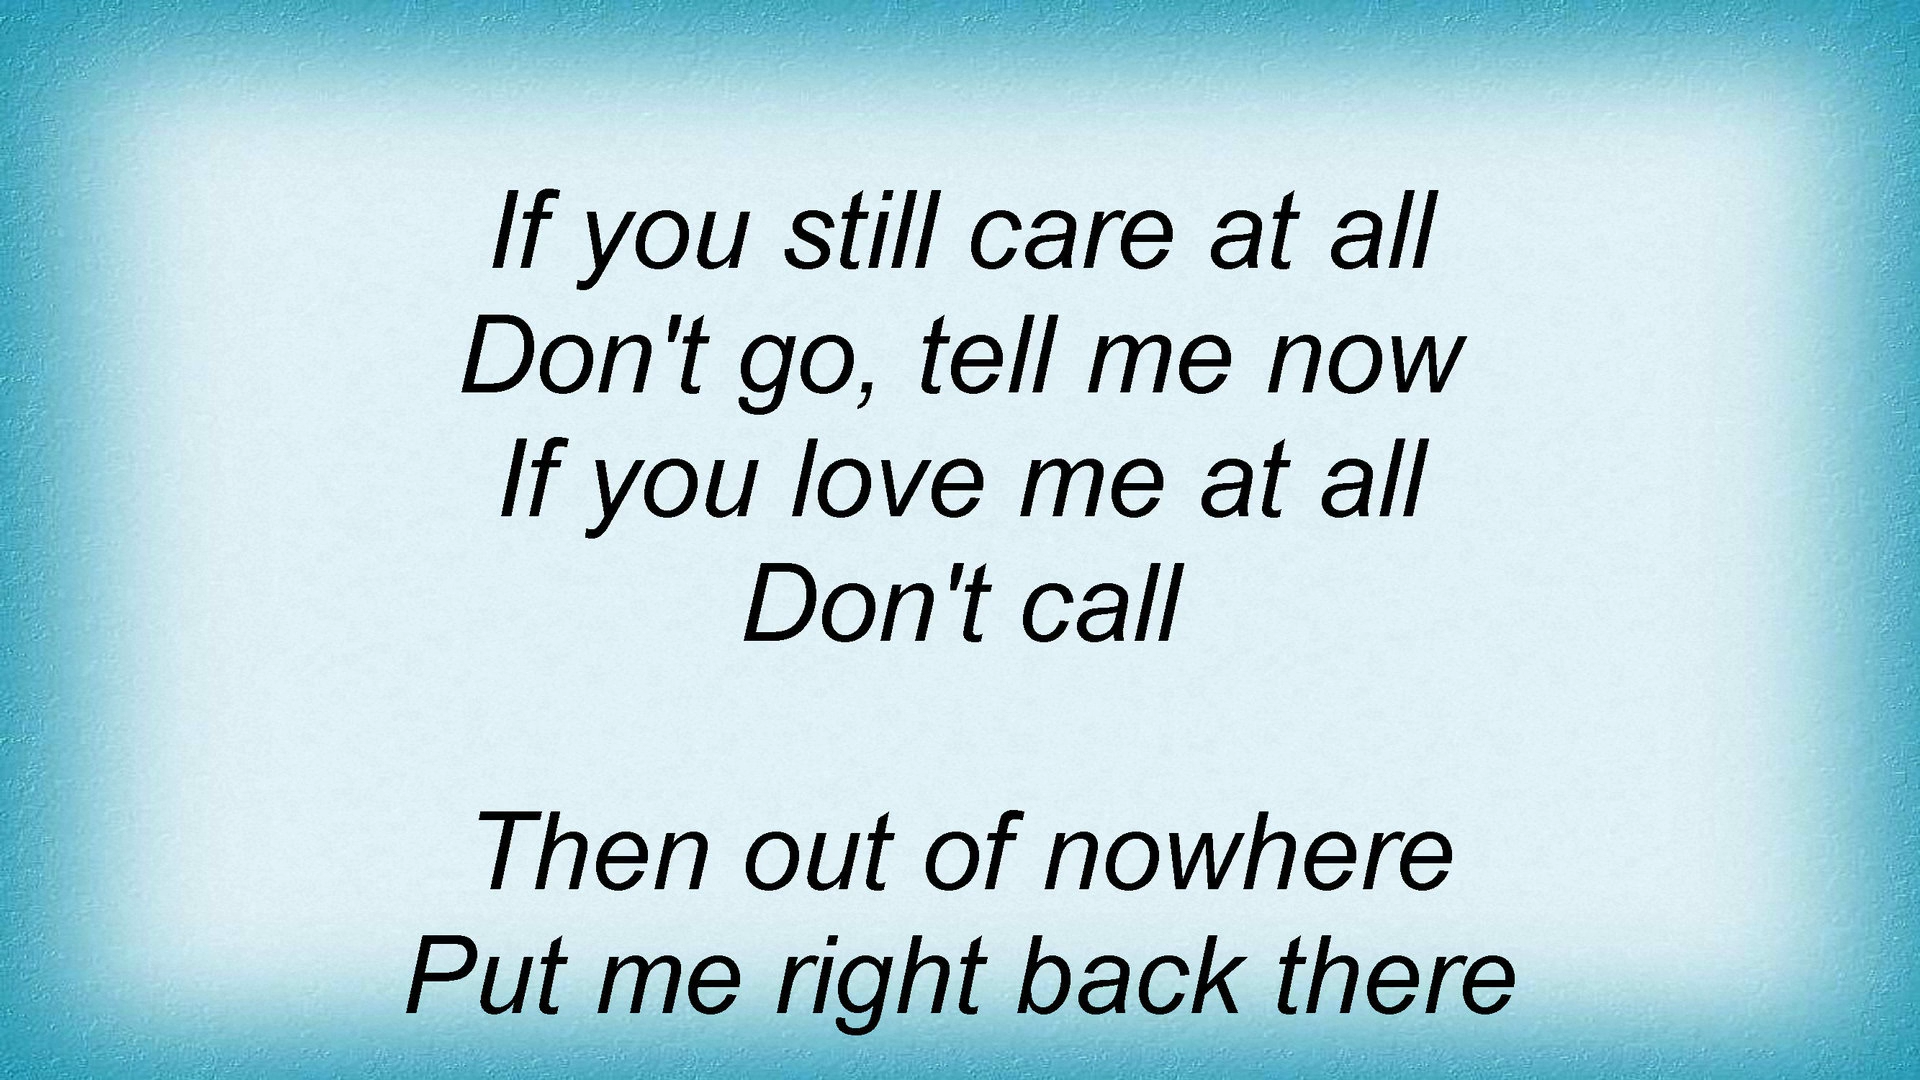 If you still care at all
Don't go, tell me now
If you love me at all
Don't call
Then out of nowhere
Put me right back there